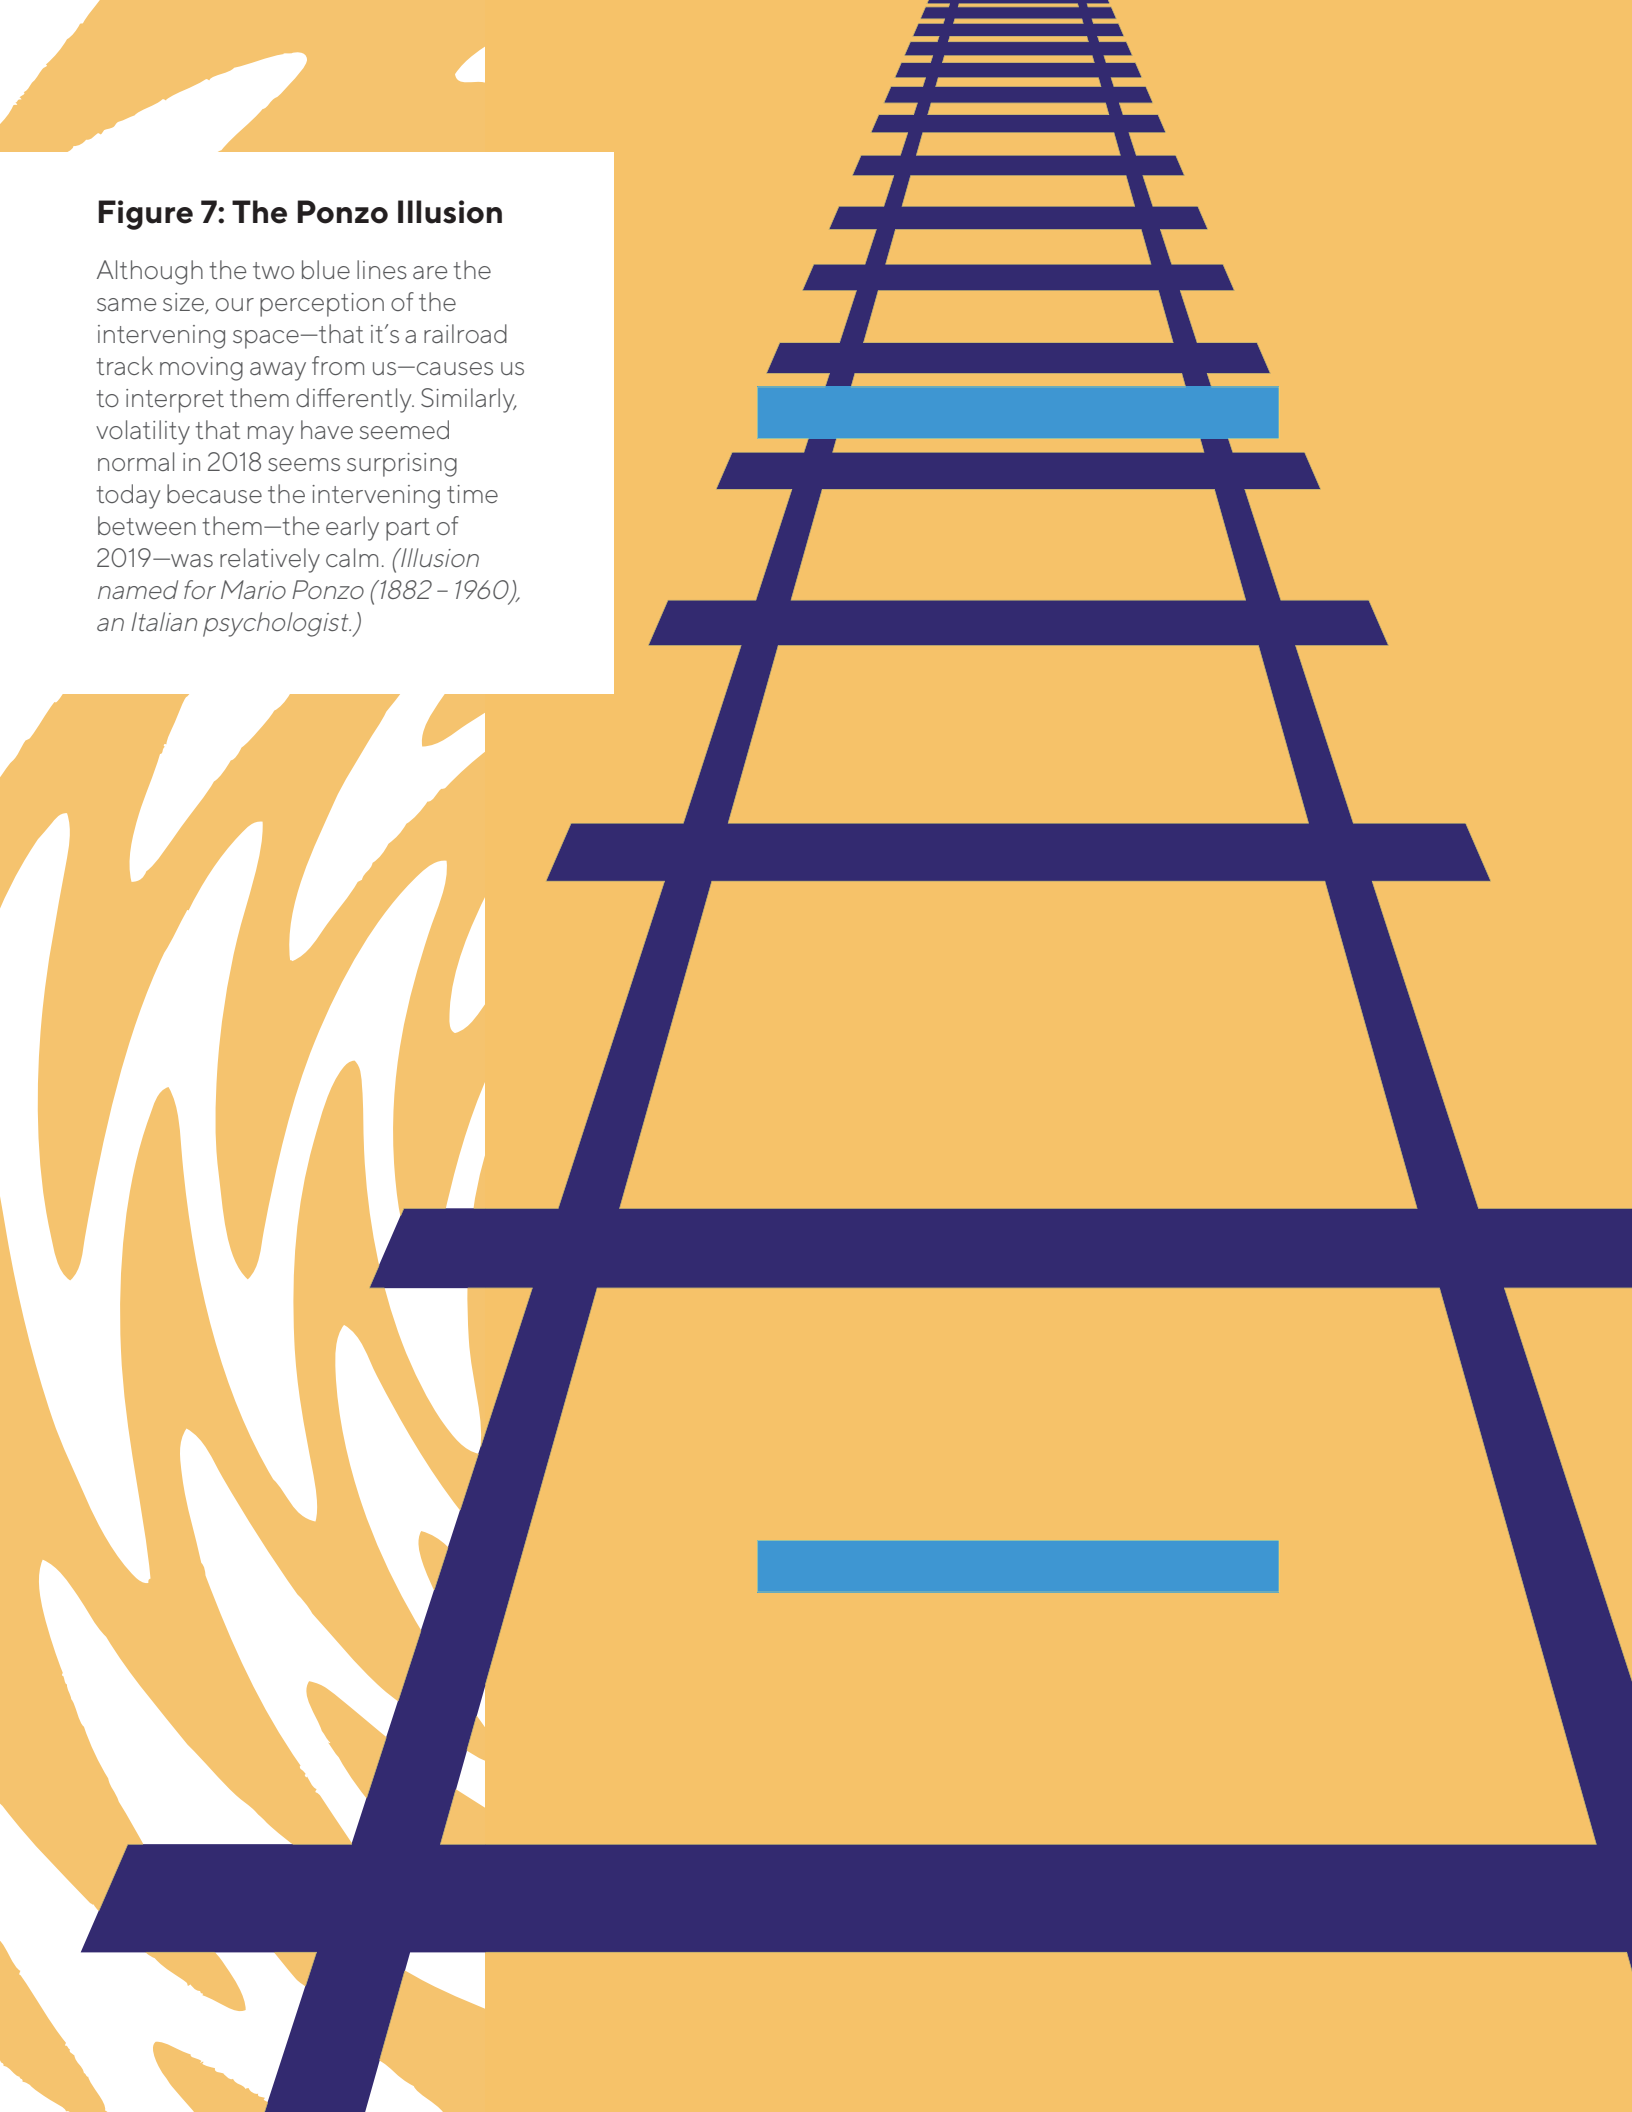 Figure 7: The Ponzo Illusion
Although the two blue lines are the
same size, our perception of the
intervening space—that it’s a railroad
track moving away from us—causes us
to interpret them differently. Similarly,
volatility that may have seemed
normal in 2018 seems surprising
today because the intervening time
between them—the early part of
2019—was relatively calm. (Illusion
named for Mario Ponzo (1882 – 1960),
an Italian psychologist.)